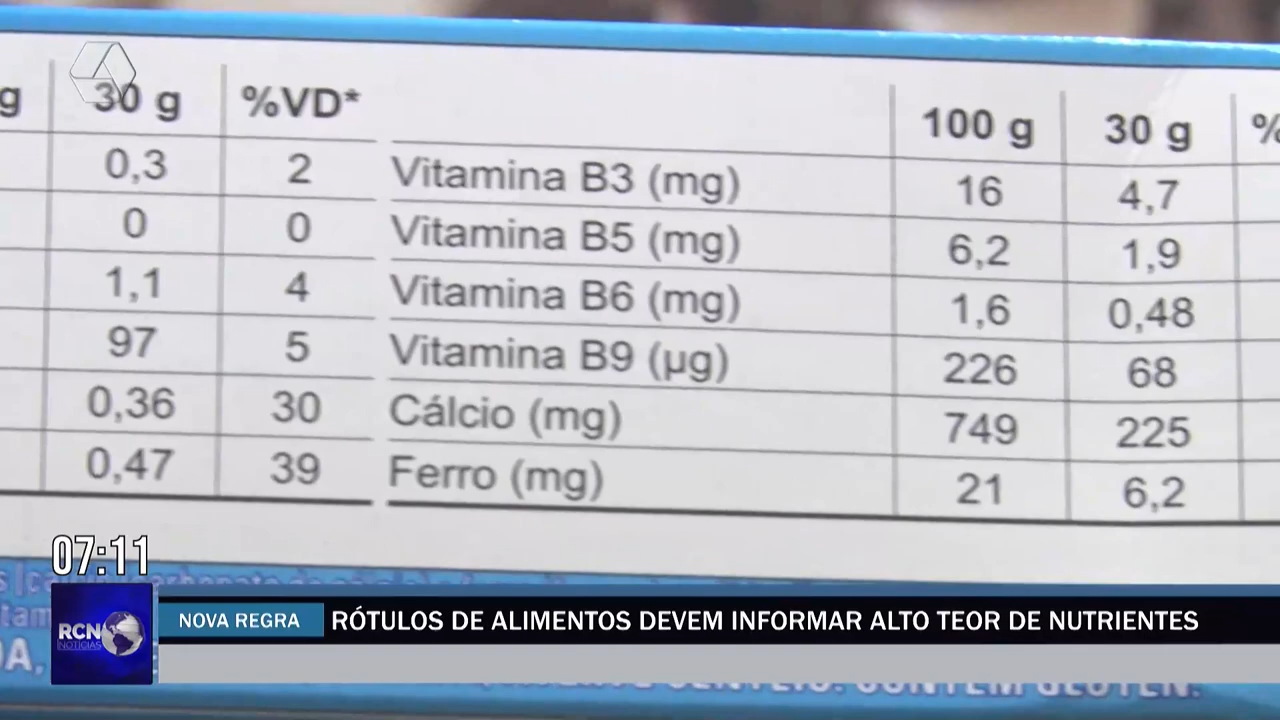 g 30 g %VD* 100 g 30 g %
0,3 2 Vitamina B3 (mg) 16 4,7
0 0 Vitamina B5 (mg) 6,2 1,9
1,1 4 Vitamina B6 (mg) 1,6 0,48
97 5 Vitamina B9 (µg) 226 68
0,36 30 Cálcio (mg) 749 225
0,47 39 Ferro (mg) 21 6,2
07:11
NOVA REGRA RÓTULOS DE ALIMENTOS DEVEM INFORMAR ALTO TEOR DE NUTRIENTES
RCN
NOTÍCIAS
CENTEIO. CONTÉM GLÚTEN.